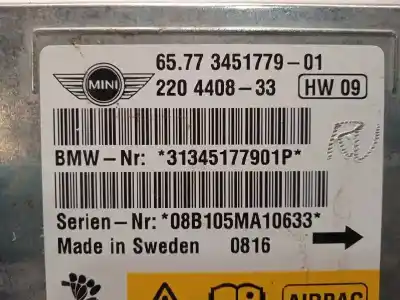 MINI
65.77 3451779-01
220 4408-33
HW 09
BMW-Nr: *31345177901P*
Serien-Nr: *08B105MA10633*
Made in Sweden 0816
AIRBAG